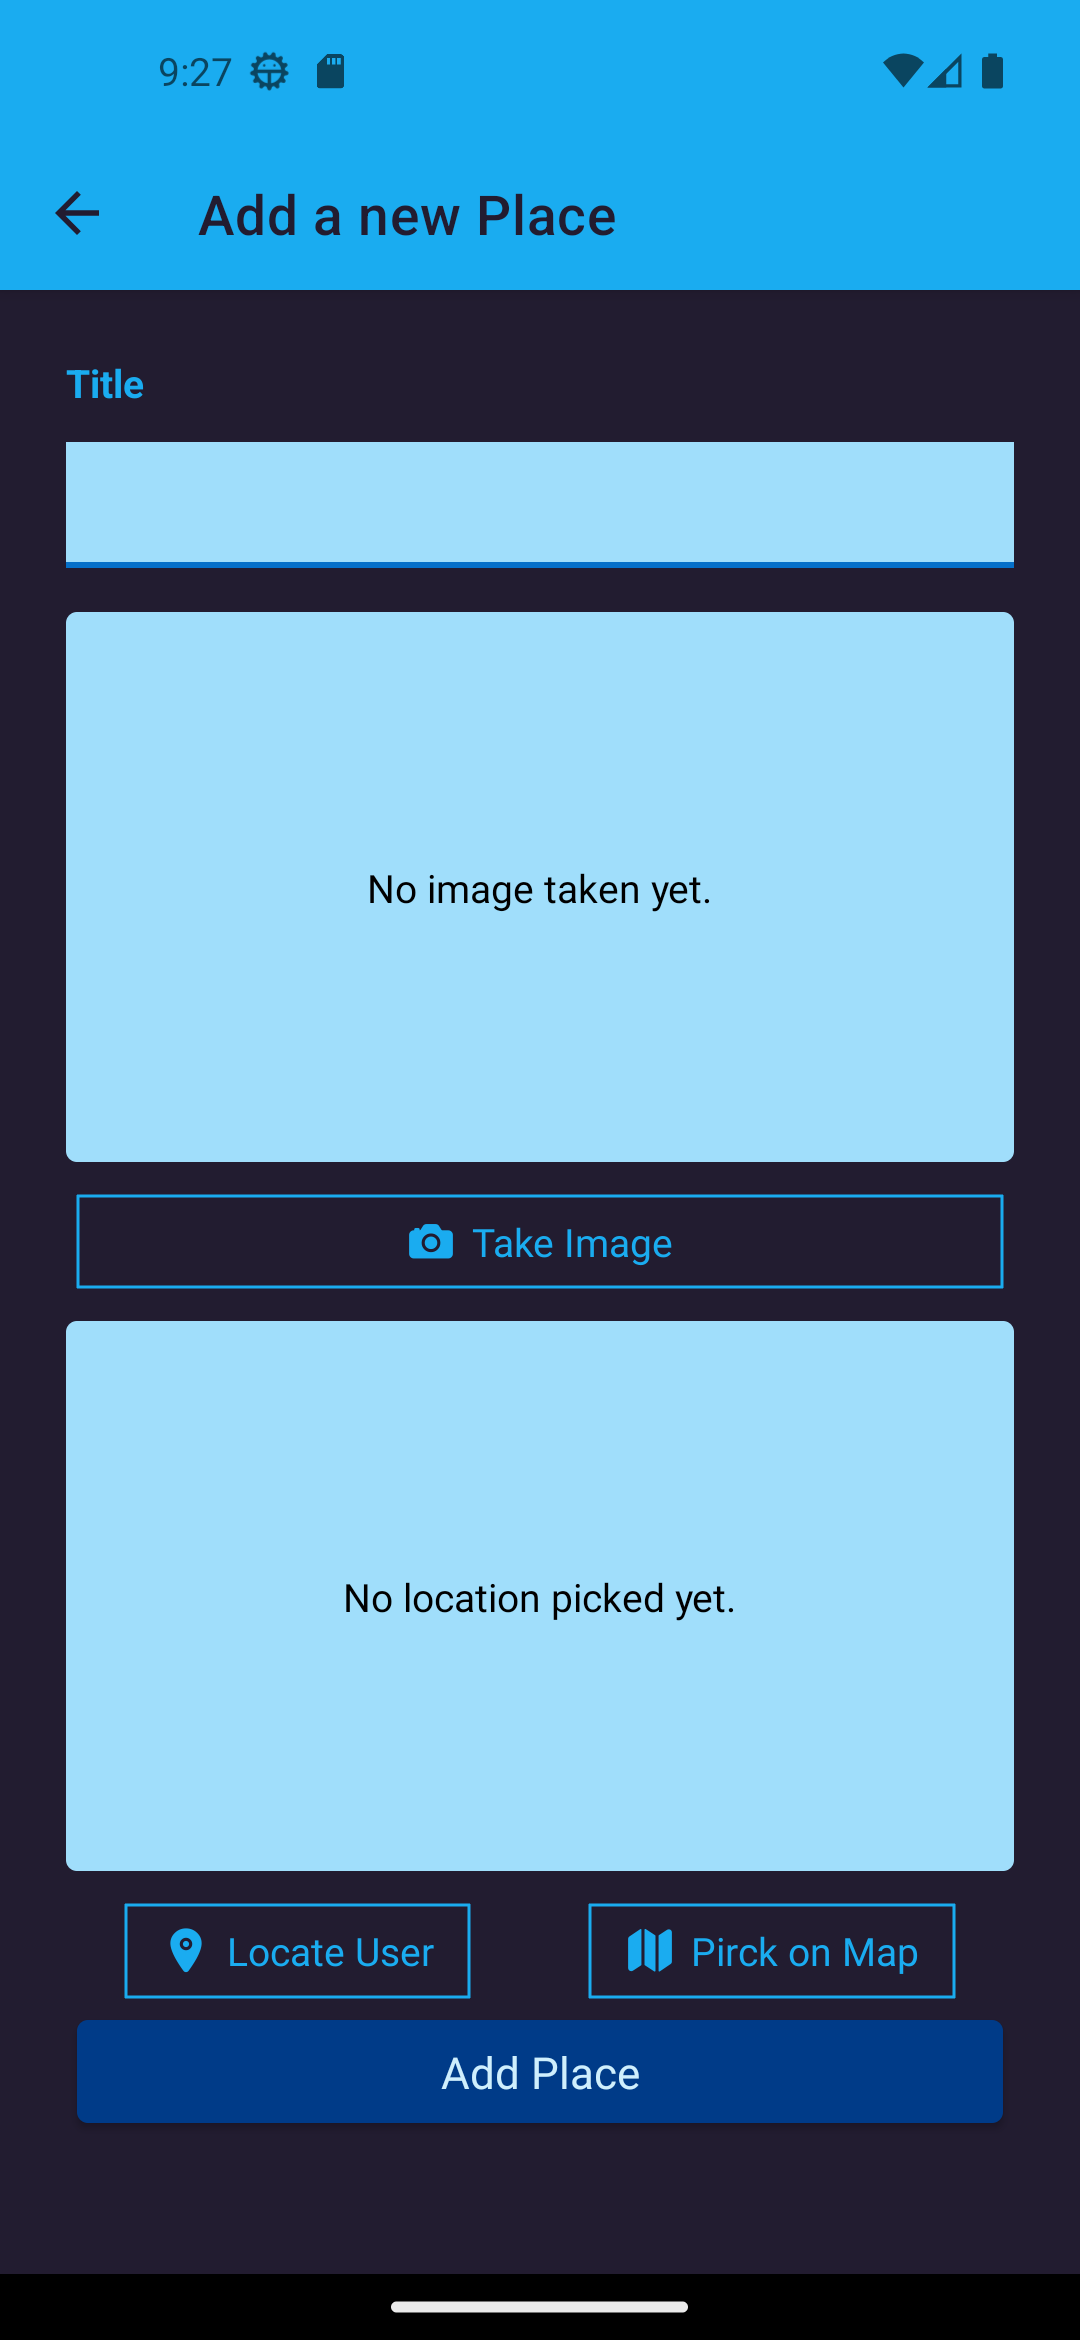 9:27
Add a new Place
Title
No image taken yet.
Take Image
No location picked yet.
Locate User
Pirck on Map
Add Place